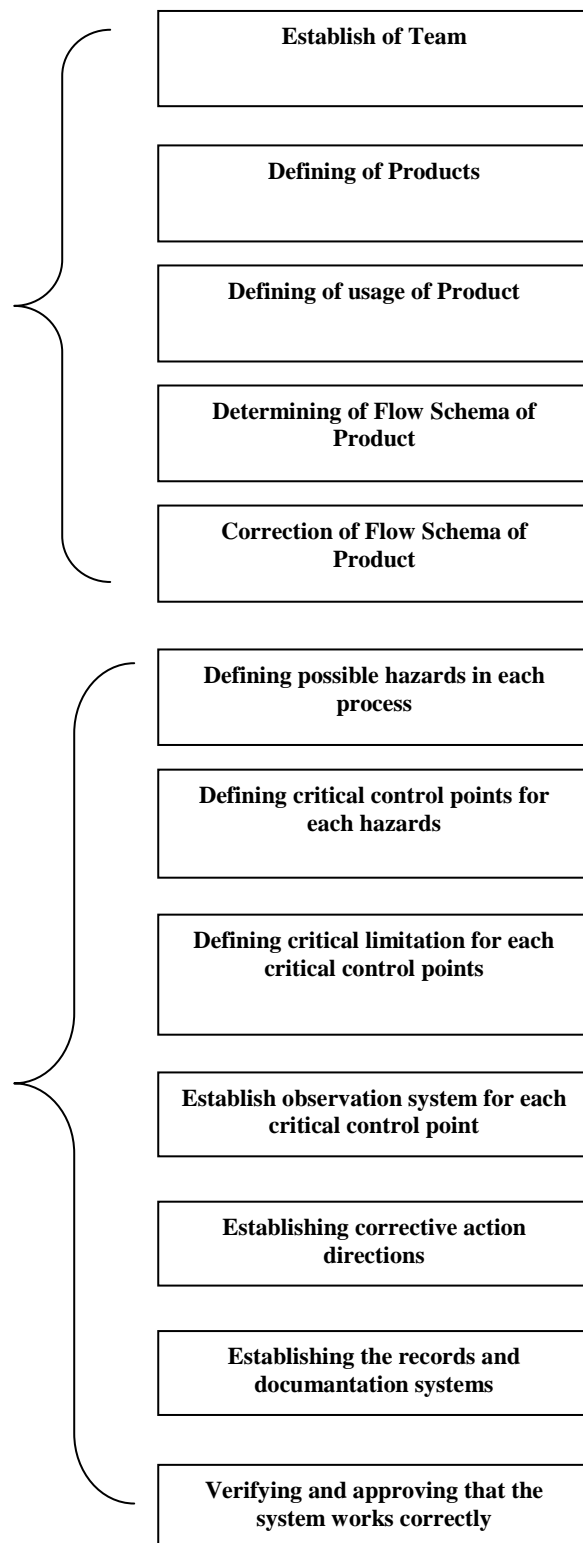 Establish of Team
Defining of Products
Defining of usage of Product
Determining of Flow Schema of
Product
Correction of Flow Schema of
Product
Defining possible hazards in each
process
Defining critical control points for
each hazards
Defining critical limitation for each
critical control points
Establish observation system for each
critical control point
Establishing corrective action
directions
Establishing the records and
documantation systems
Verifying and approving that the
system works correctly